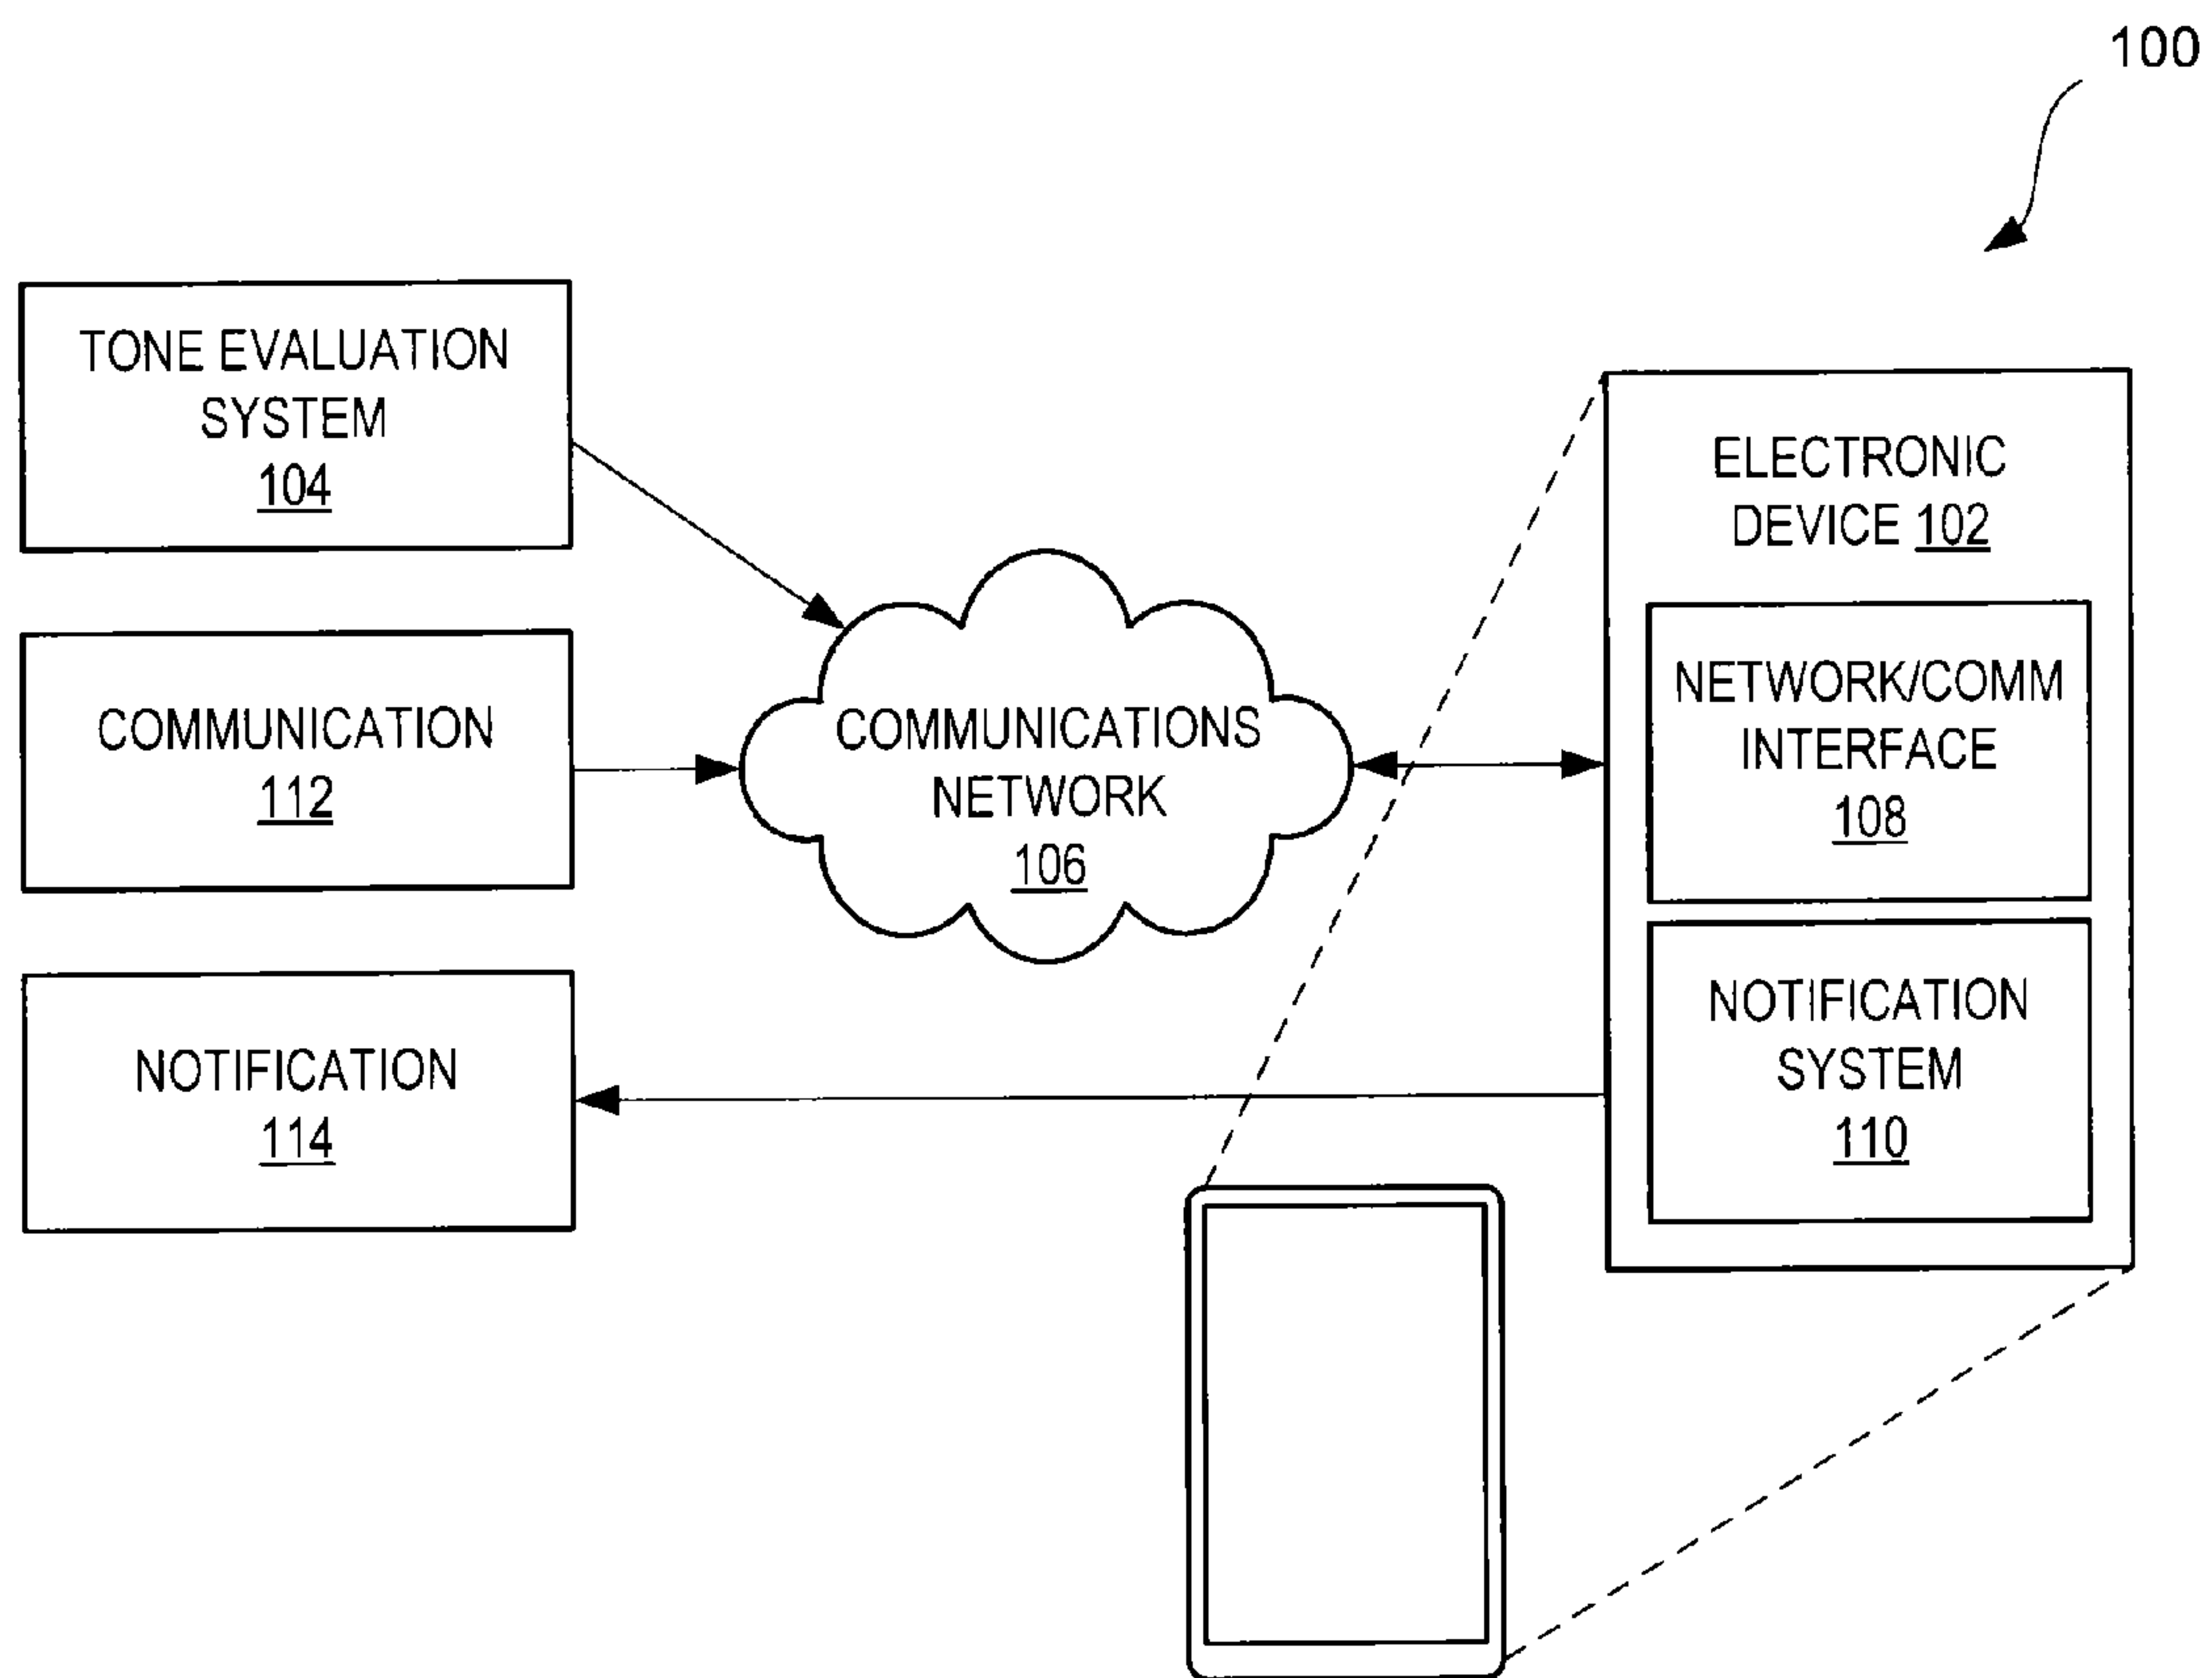 100
TONE EVALUATION
SYSTEM
104
COMMUNICATION
112
NOTIFICATION
114
COMMUNICATIONS
NETWORK
106
ELECTRONIC
DEVICE 102
NETWORK/COMM
INTERFACE
108
NOTIFICATION
SYSTEM
110